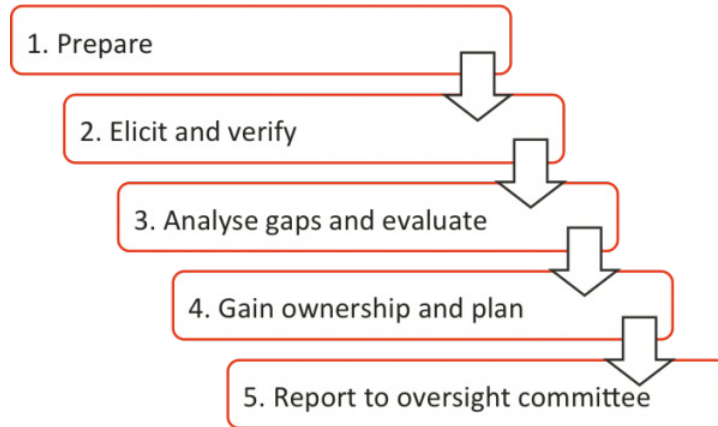 1. Prepare
2. Elicit and verify
3. Analyse gaps and evaluate
4. Gain ownership and plan
5. Report to oversight committee